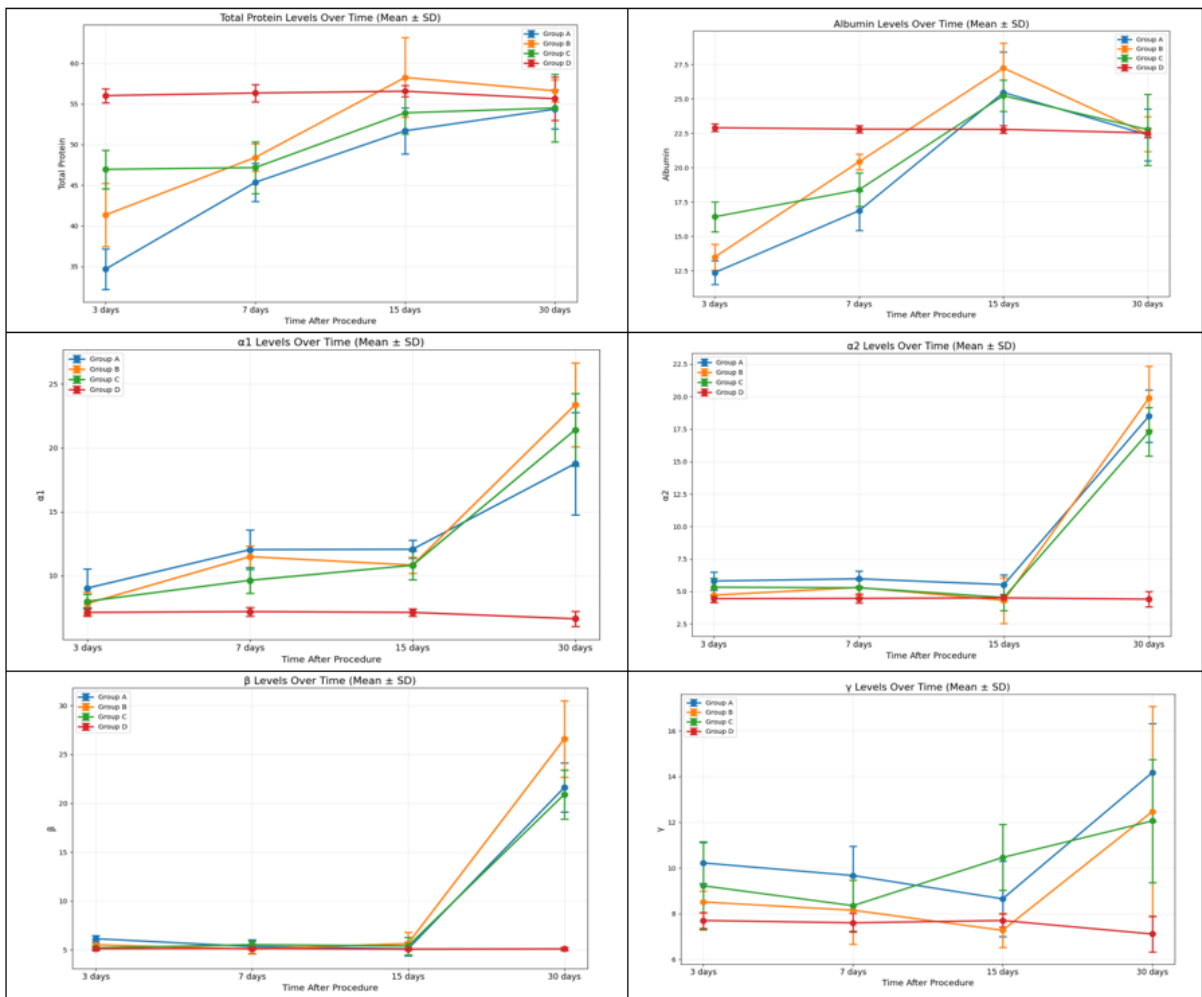 Total Protein Levels Over Time (Mean ± SD)
Group A
Group B
Group C
Group D
60
55
50
45
40
35
Total Protein
3 days
7 days
15 days
30 days
Time After Procedure
Albumin Levels Over Time (Mean ± SD)
Group A
Group B
Group C
Group D
27.5
25.0
22.5
20.0
17.5
15.0
12.5
Albumin
3 days
7 days
15 days
30 days
Time After Procedure
α1 Levels Over Time (Mean ± SD)
Group A
Group B
Group C
Group D
25
20
15
10
α1
3 days
7 days
15 days
30 days
Time After Procedure
α2 Levels Over Time (Mean ± SD)
Group A
Group B
Group C
Group D
22.5
20.0
17.5
15.0
12.5
10.0
7.5
5.0
2.5
α2
3 days
7 days
15 days
30 days
Time After Procedure
β Levels Over Time (Mean ± SD)
Group A
Group B
Group C
Group D
30
25
20
15
10
5
β
3 days
7 days
15 days
30 days
Time After Procedure
γ Levels Over Time (Mean ± SD)
Group A
Group B
Group C
Group D
16
14
12
10
8
6
γ
3 days
7 days
15 days
30 days
Time After Procedure